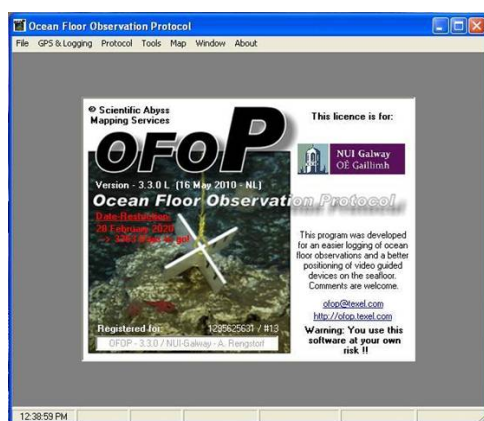 Ocean Floor Observation Protocol
File GPS & Logging Protocol Tools Map Window About
© Scientific Abyss
Mapping Services
OFOP
Version - 3.3.0 L (16 May 2010 - NL)
Ocean Floor Observation Protocol
Date-Restriction:
28 February 2020
Registered for: 1295625631 / #13
OFOP - 3.3.0 / NUI-Galway - A. Rengstorf
This licence is for:
NUI Galway
OÉ Gaillimh
This program was developed
for an easier logging of ocean
floor observations and a better
positioning of video guided
devices on the seafloor.
Comments are welcome.
ofop@texel.com
http://ofop.texel.com
Warning: You use this
software at your own
risk !!
12:38:59 PM